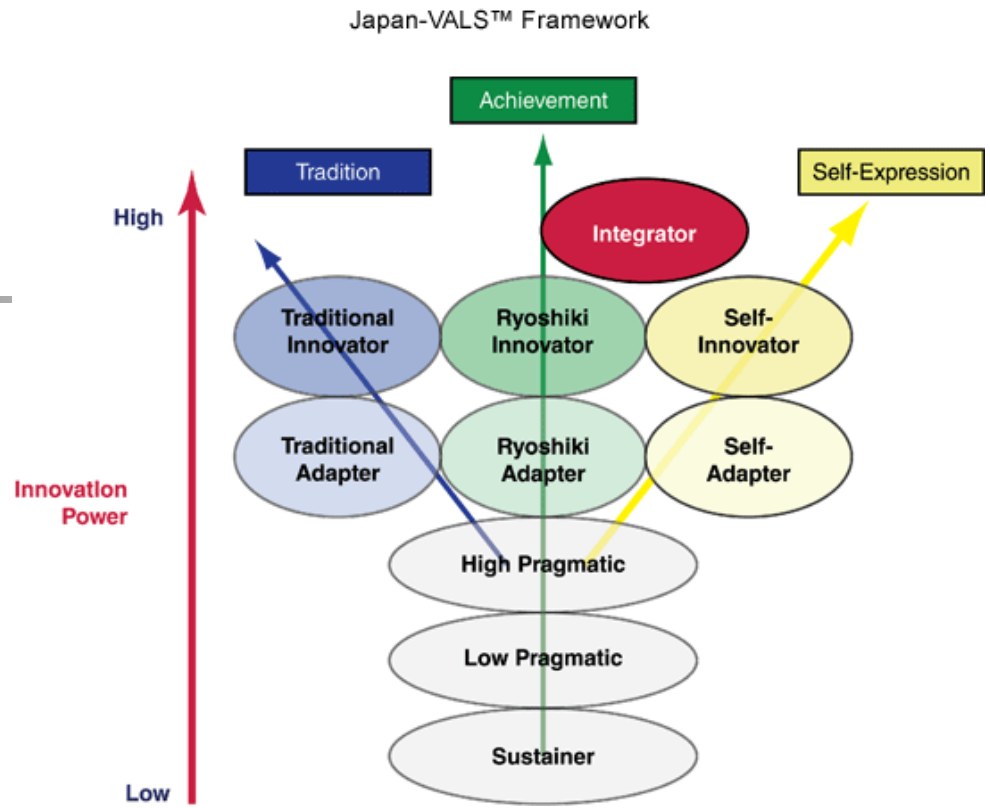 Japan-VALS™ Framework
Achievement
Tradition
Self-Expression
High
Integrator
Traditional
Innovator
Ryoshiki
Innovator
Self-
Innovator
Traditional
Adapter
Ryoshiki
Adapter
Self-
Adapter
Innovation
Power
High Pragmatic
Low Pragmatic
Sustainer
Low